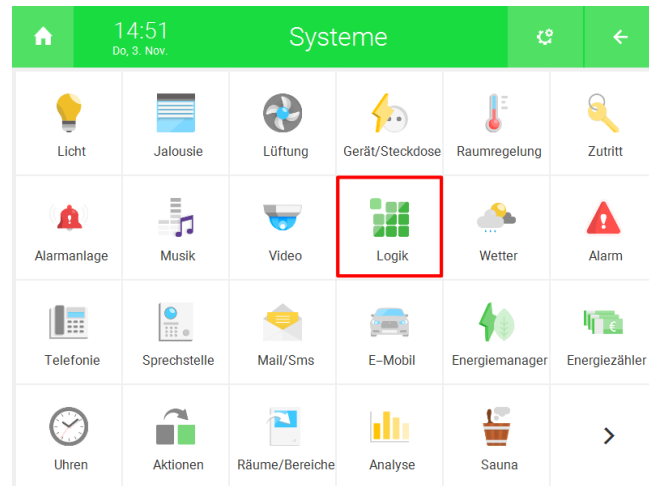 14:51
Do, 3. Nov.
Systeme
Licht
Jalousie
Lüftung
Gerät/Steckdose
Raumregelung
Zutritt
Alarmanlage
Musik
Video
Logik
Wetter
Alarm
Telefonie
Sprechstelle
Mail/Sms
E-Mobil
Energiemanager
Energiezähler
Uhren
Aktionen
Räume/Bereiche
Analyse
Sauna